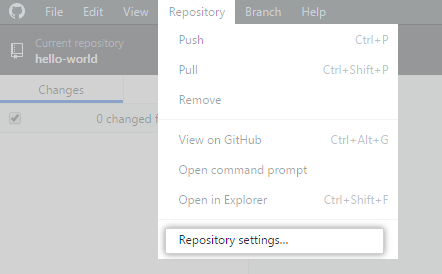 File Edit View Repository Branch Help
Current repository
hello-world
Changes
0 changed f
Push Ctrl+P
Pull Ctrl+Shift+P
Remove
View on GitHub Ctrl+Alt+G
Open command prompt
Open in Explorer Ctrl+Shift+F
Repository settings...